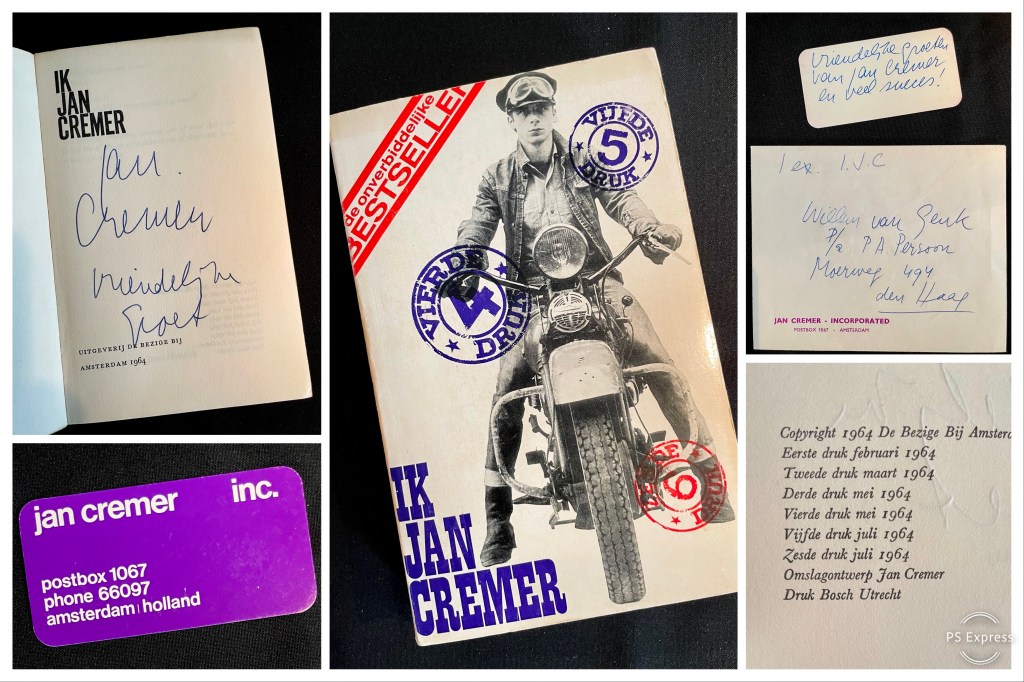 IK
JAN
CREMER
Jan
Cremer
Vriendelijke
Groet
UITGEVERIJ DE BEZIGE BIJ
AMSTERDAM 1964
jan cremer inc.
postbox 1067
phone 66097
amsterdam | holland
de onverbiddelijke
BESTSELLER
VIJFDE
5
DRUK
VIERDE
4
DRUK
6
DRUK
IK
JAN
CREMER
Vriendelijke groeten
van Jan Cremer
en veel succes!
1 ex. I.J.C
Willem van Genk
P/a P.A. Persoon
Moerweg 494
den Haag
JAN CREMER - INCORPORATED
POSTBOX 1067 - AMSTERDAM
Copyright 1964 De Bezige Bij Amsterd
Eerste druk februari 1964
Tweede druk maart 1964
Derde druk mei 1964
Vierde druk mei 1964
Vijfde druk juli 1964
Zesde druk juli 1964
Omslagontwerp Jan Cremer
Druk Bosch Utrecht
PS Express